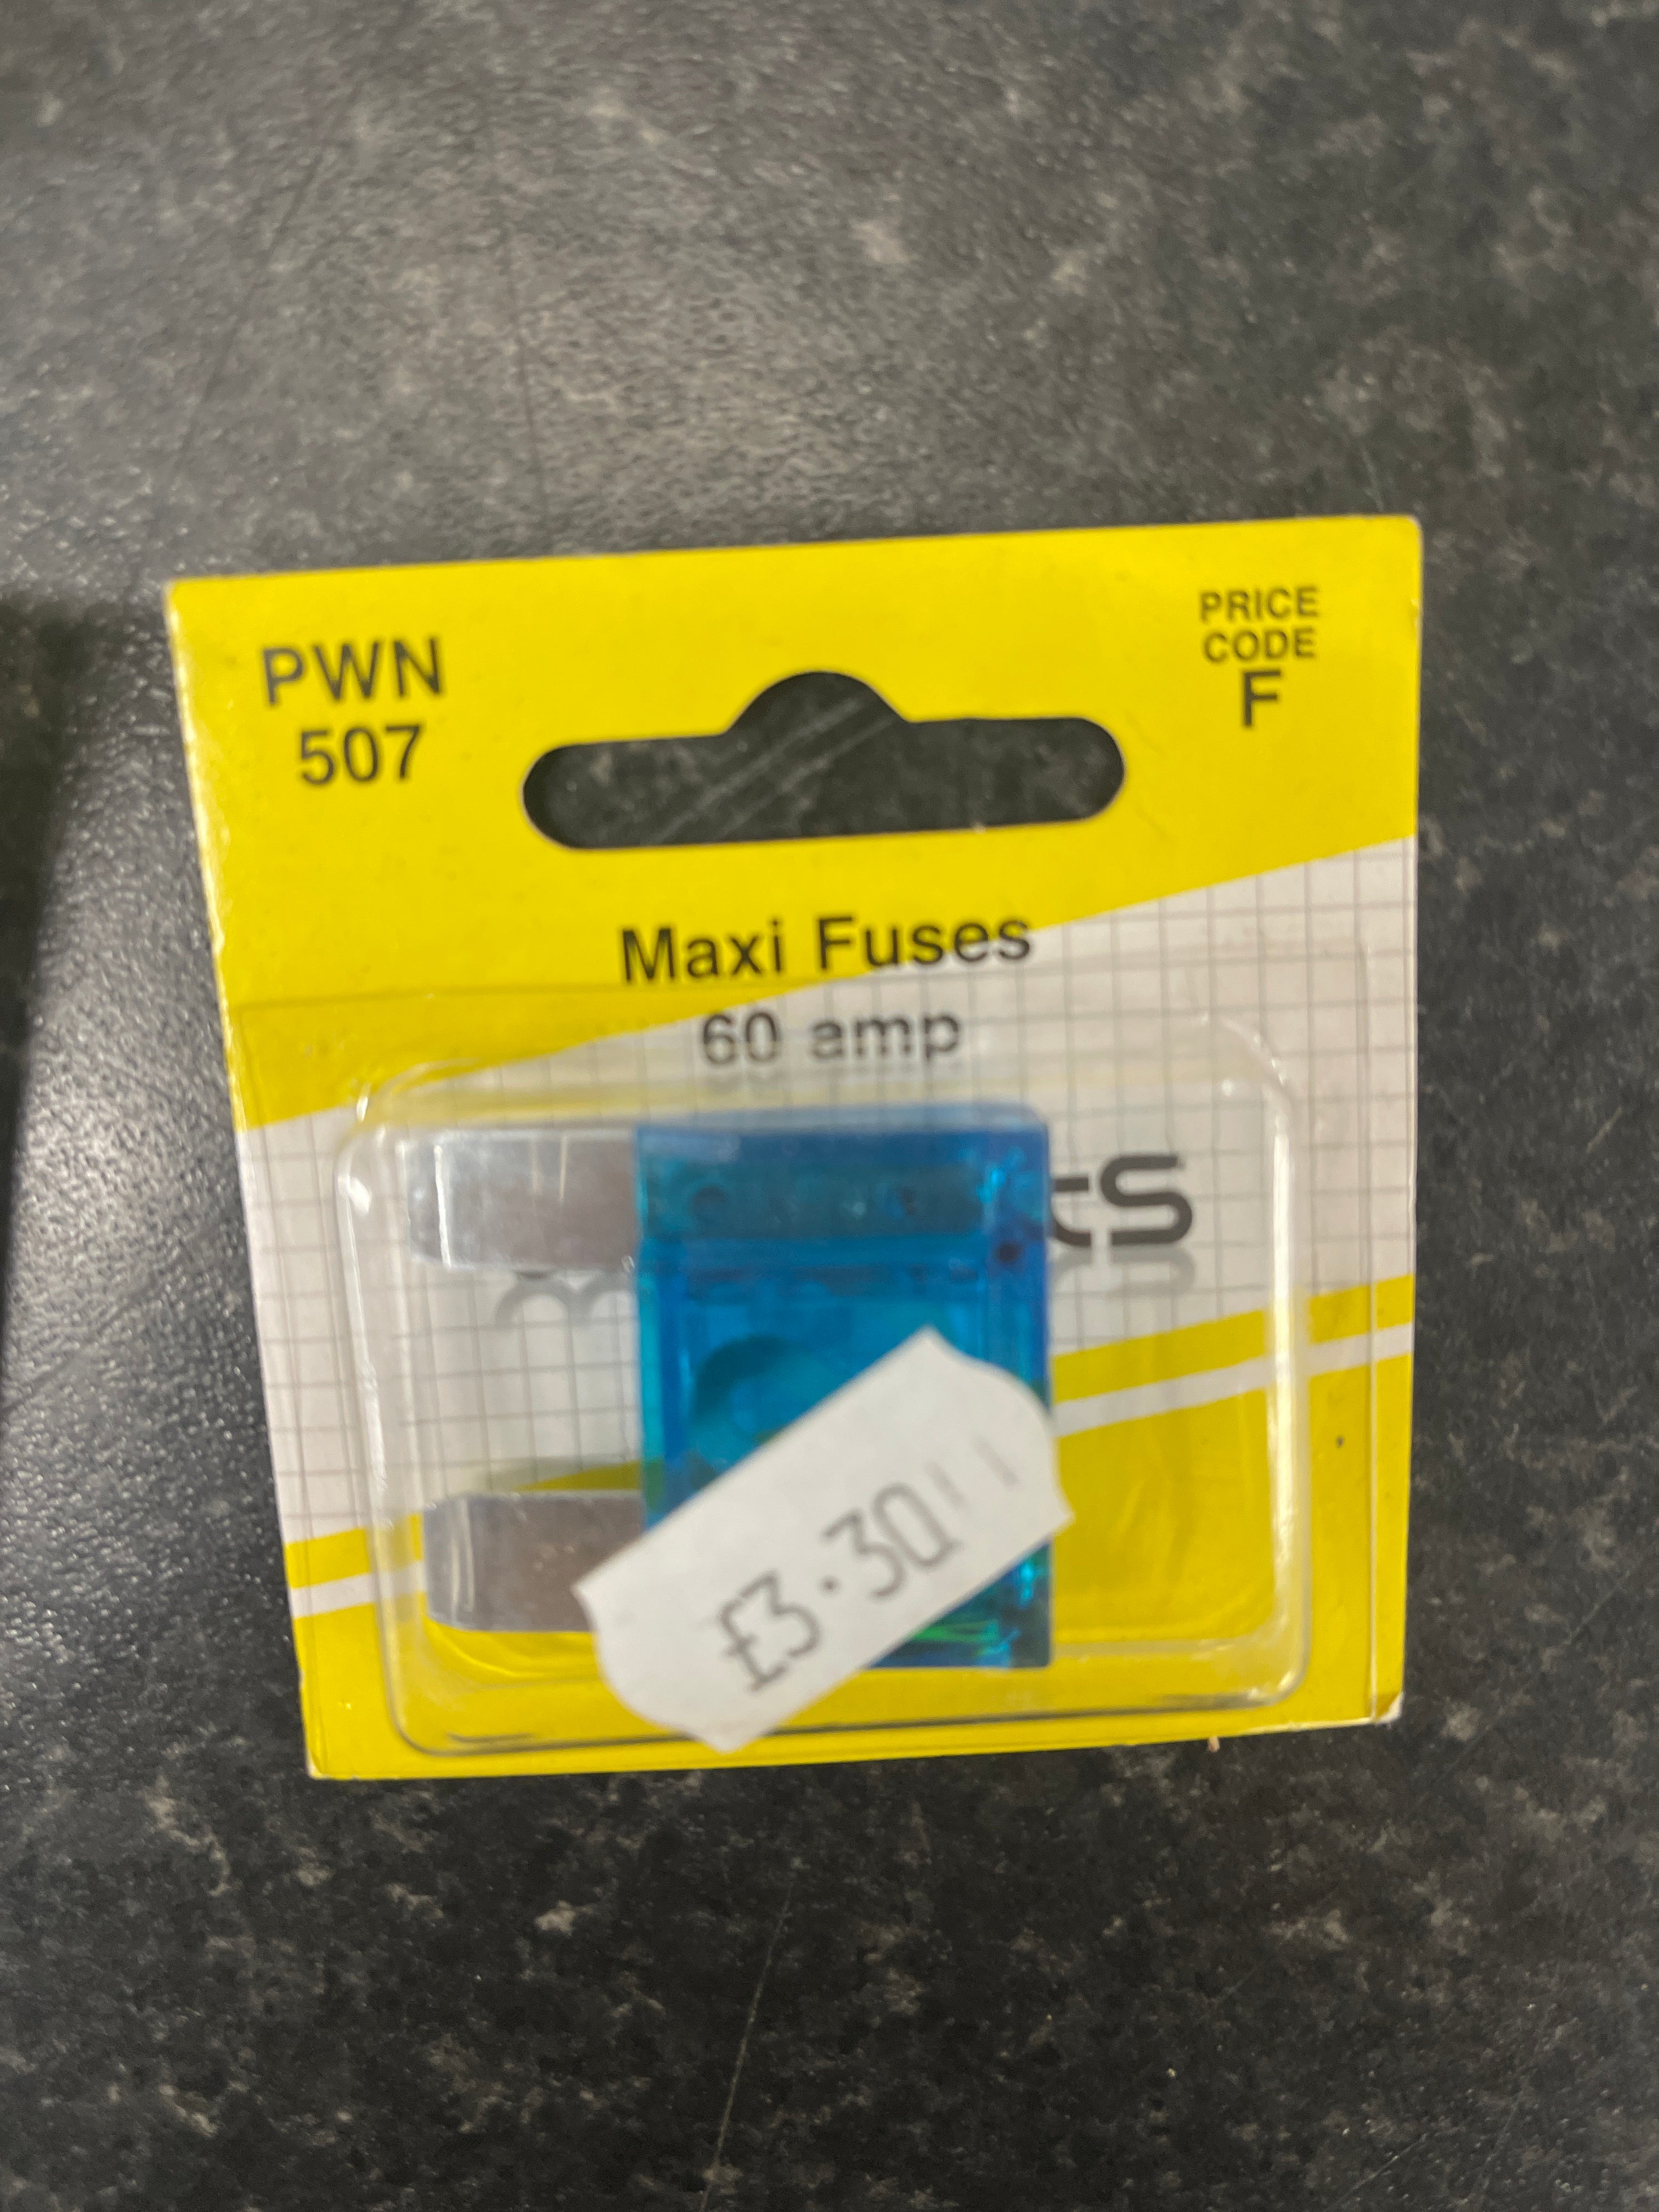 PWN
507
PRICE
CODE
F
Maxi Fuses
60 amp
£3.30